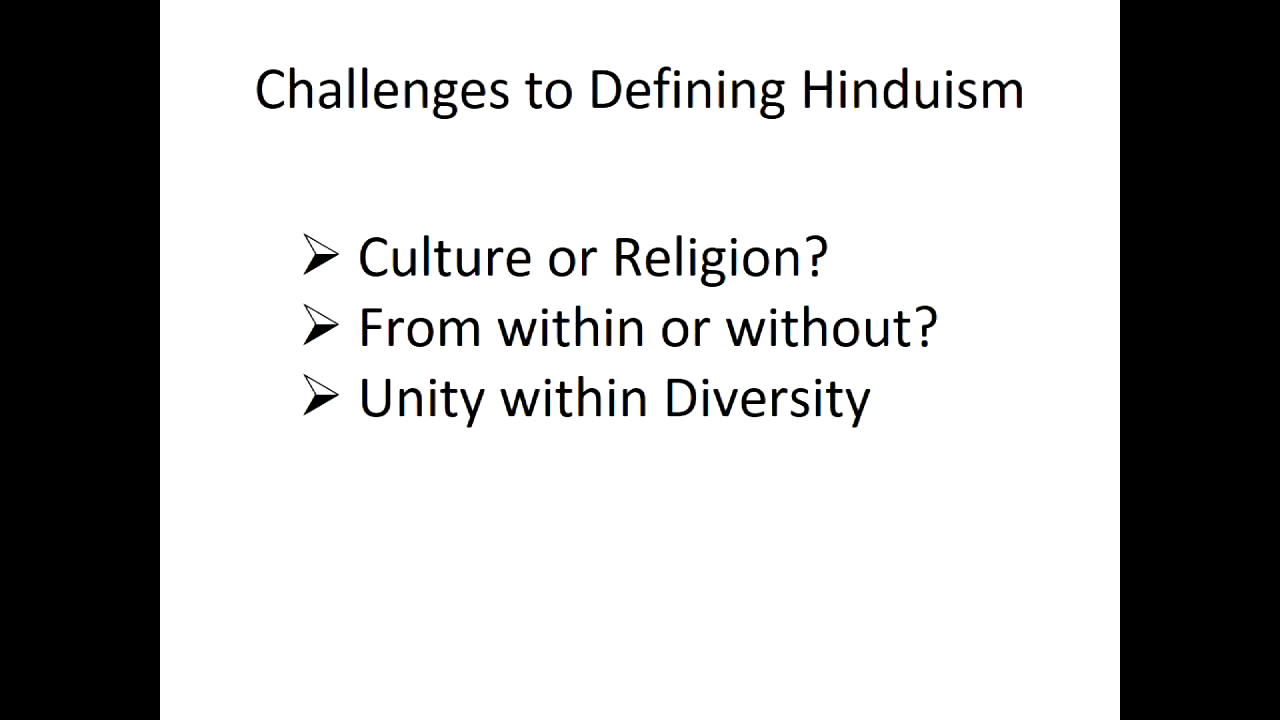 Challenges to Defining Hinduism
➢ Culture or Religion?
➢ From within or without?
➢ Unity within Diversity